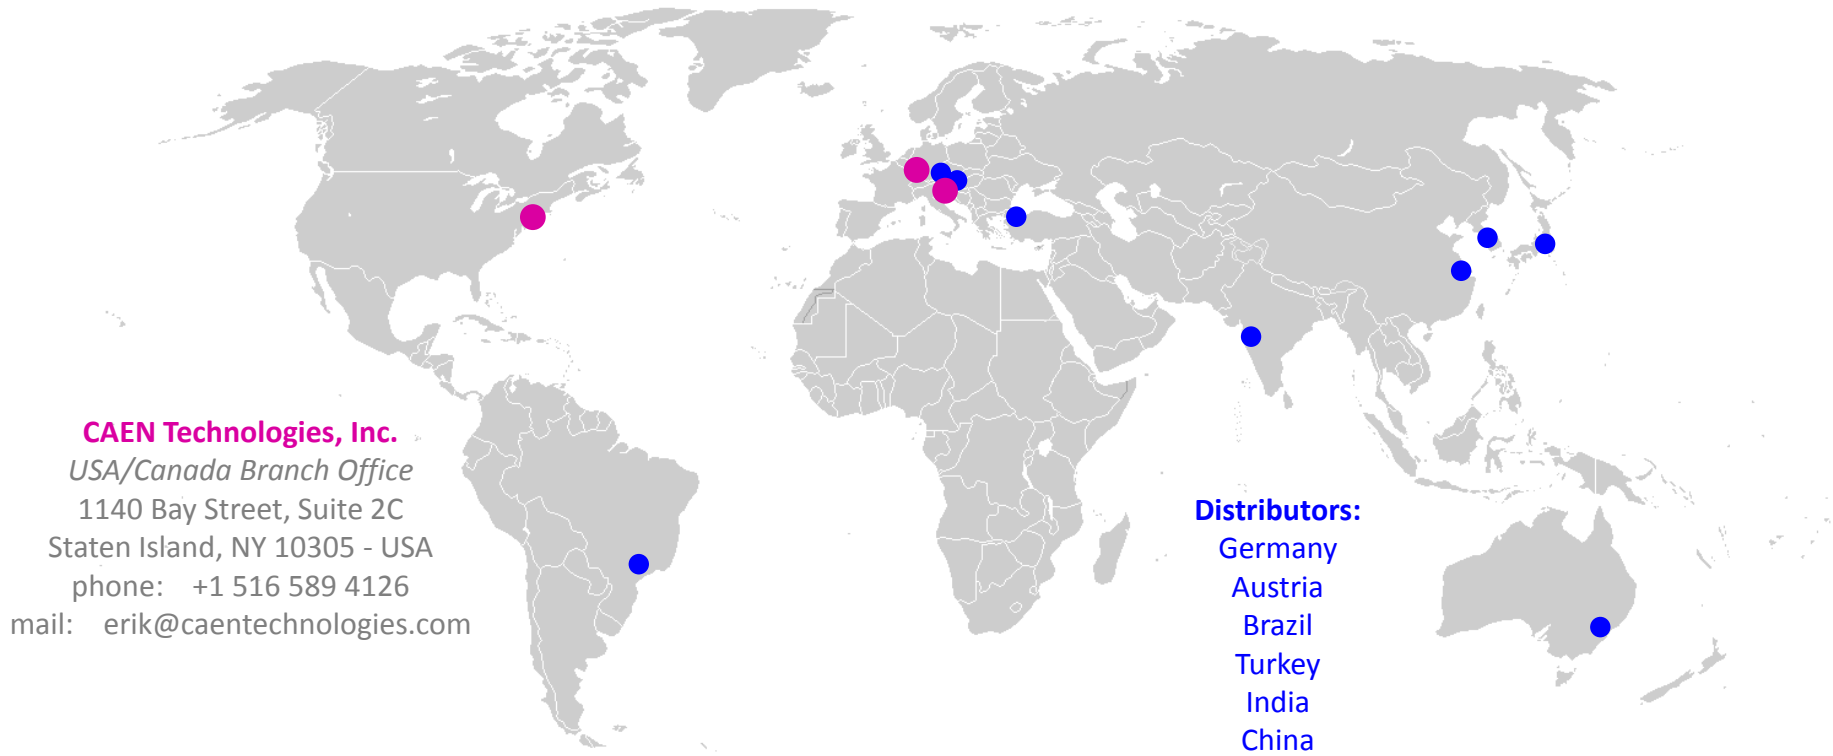 CAEN Technologies, Inc.
USA/Canada Branch Office
1140 Bay Street, Suite 2C
Staten Island, NY 10305 - USA
phone: +1 516 589 4126
mail: erik@caentechnologies.com
Distributors:
Germany
Austria
Brazil
Turkey
India
China